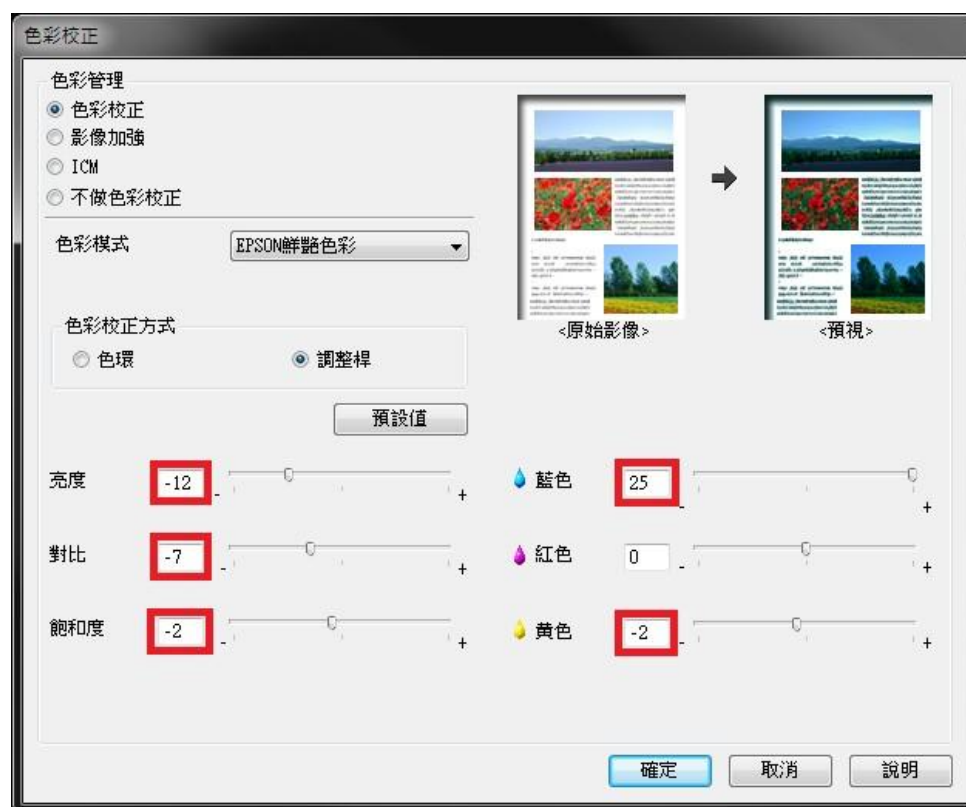 色彩校正
色彩管理
色彩校正
影像加強
ICM
不做色彩校正
色彩模式
EPSON鮮豔色彩
色彩校正方式
色環
調整桿
預設值
<原始影像>
<預視>
亮度 -12 - +
對比 -7 - +
飽和度 -2 - +
藍色 25 - +
紅色 0 - +
黃色 -2 - +
確定 取消 說明